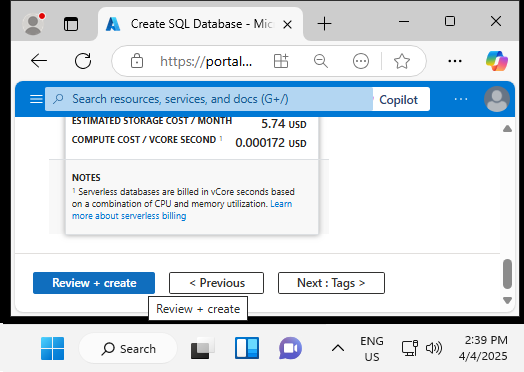 Create SQL Database - Mic
https://portal...
Search resources, services, and docs (G+/)
Copilot
ESTIMATED STORAGE COST / MONTH 5.74 USD
COMPUTE COST / VCORE SECOND ¹ 0.000172 USD
NOTES
¹ Serverless databases are billed in vCore seconds based
on a combination of CPU and memory utilization. Learn
more about serverless billing
Review + create
< Previous
Next : Tags >
Review + create
Search
ENG
US
2:39 PM
4/4/2025